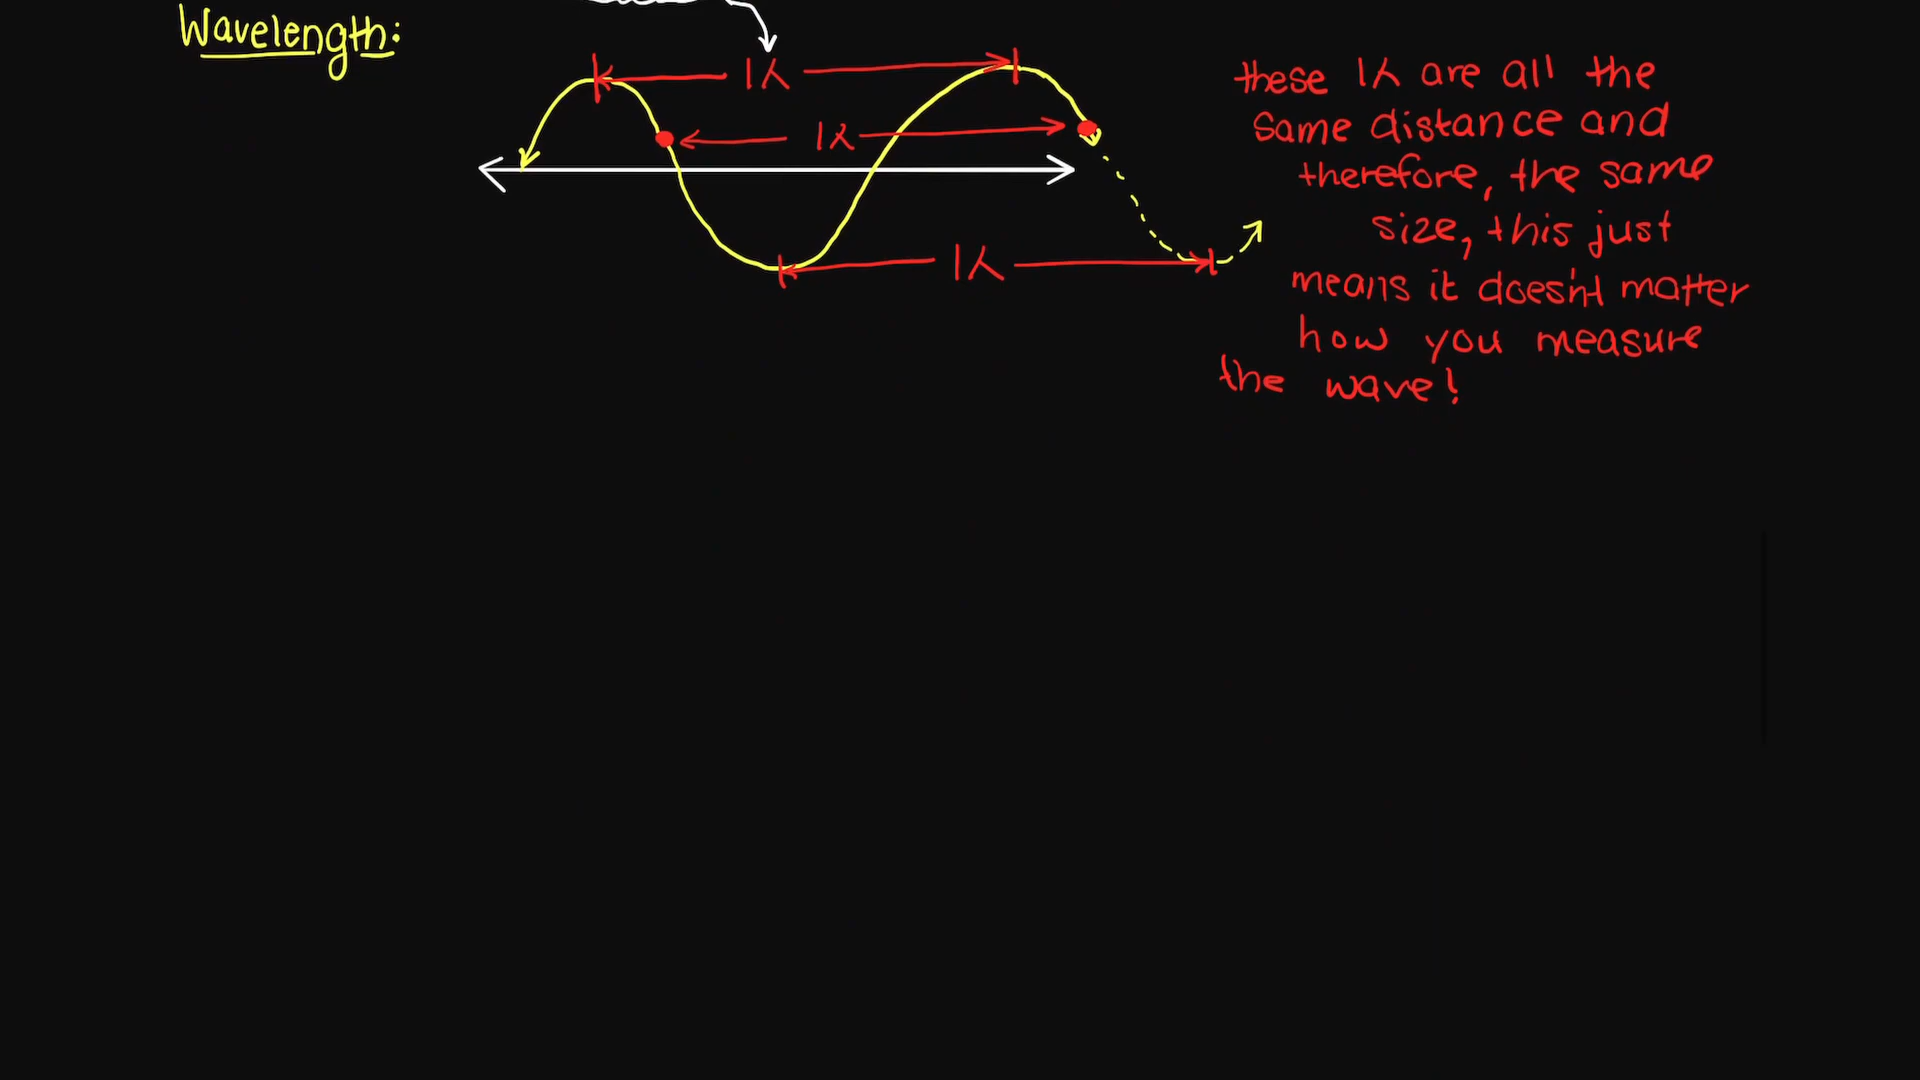 Wavelength:
1λ
1λ
1λ
these 1λ are all the
same distance and
therefore, the same
size, this just
means it doesn't matter
how you measure
the wave!